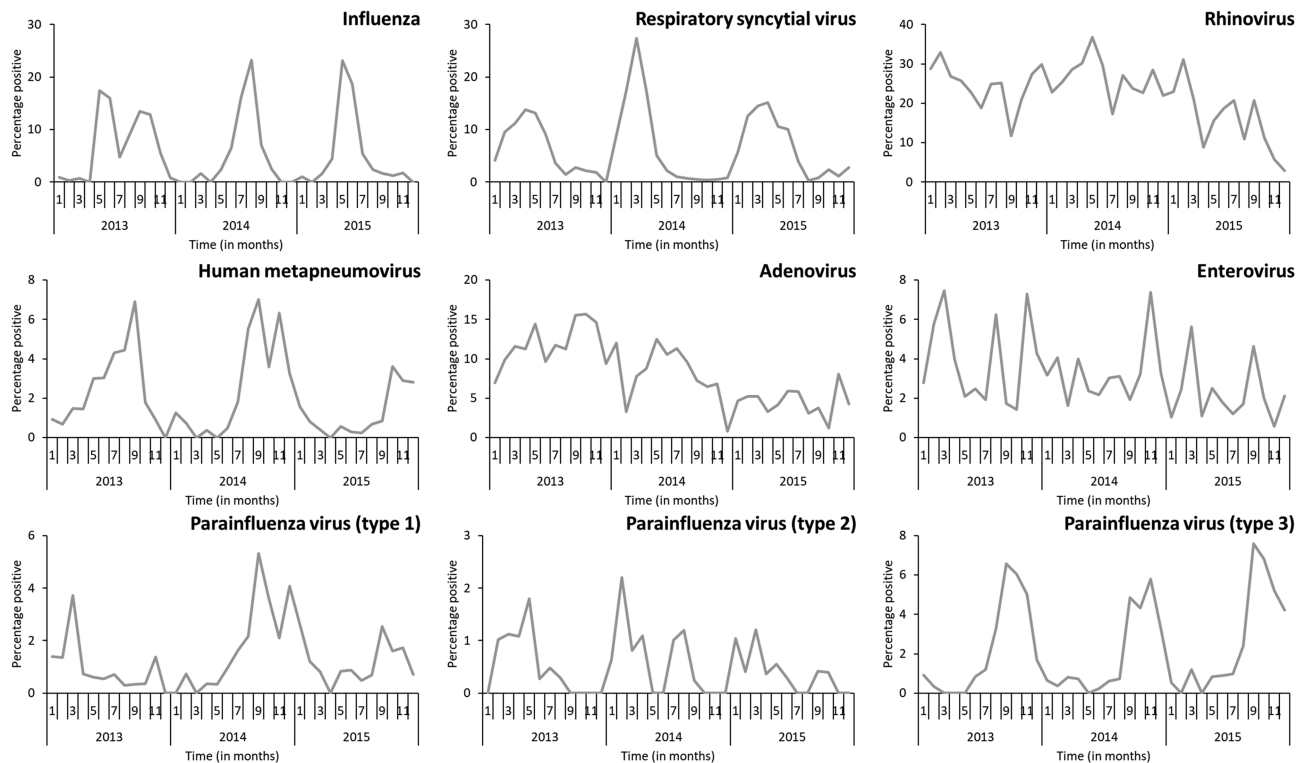 Influenza
Percentage positive
30
20
10
0
1 3 5 7 9 11 1 3 5 7 9 11 1 3 5 7 9 11
2013 2014 2015
Time (in months)
Respiratory syncytial virus
Percentage positive
30
20
10
0
1 3 5 7 9 11 1 3 5 7 9 11 1 3 5 7 9 11
2013 2014 2015
Time (in months)
Rhinovirus
Percentage positive
40
30
20
10
0
1 3 5 7 9 11 1 3 5 7 9 11 1 3 5 7 9 11
2013 2014 2015
Time (in months)
Human metapneumovirus
Percentage positive
8
6
4
2
0
1 3 5 7 9 11 1 3 5 7 9 11 1 3 5 7 9 11
2013 2014 2015
Time (in months)
Adenovirus
Percentage positive
20
15
10
5
0
1 3 5 7 9 11 1 3 5 7 9 11 1 3 5 7 9 11
2013 2014 2015
Time (in months)
Enterovirus
Percentage positive
8
6
4
2
0
1 3 5 7 9 11 1 3 5 7 9 11 1 3 5 7 9 11
2013 2014 2015
Time (in months)
Parainfluenza virus (type 1)
Percentage positive
6
4
2
0
1 3 5 7 9 11 1 3 5 7 9 11 1 3 5 7 9 11
2013 2014 2015
Time (in months)
Parainfluenza virus (type 2)
Percentage positive
3
2
1
0
1 3 5 7 9 11 1 3 5 7 9 11 1 3 5 7 9 11
2013 2014 2015
Time (in months)
Parainfluenza virus (type 3)
Percentage positive
8
6
4
2
0
1 3 5 7 9 11 1 3 5 7 9 11 1 3 5 7 9 11
2013 2014 2015
Time (in months)